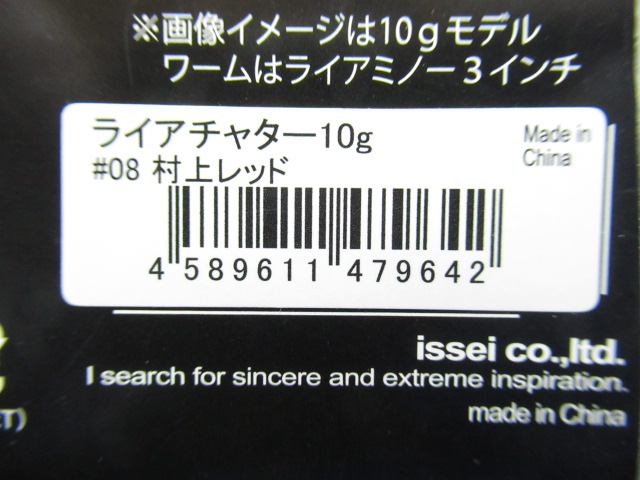 ※画像イメージは10gモデル
ワームはライアミノー3インチ
ライアチャター10g
#08 村上レッド
Made in
China
4 589611 479642
issei co.,ltd.
I search for sincere and extreme inspiration.
made in China